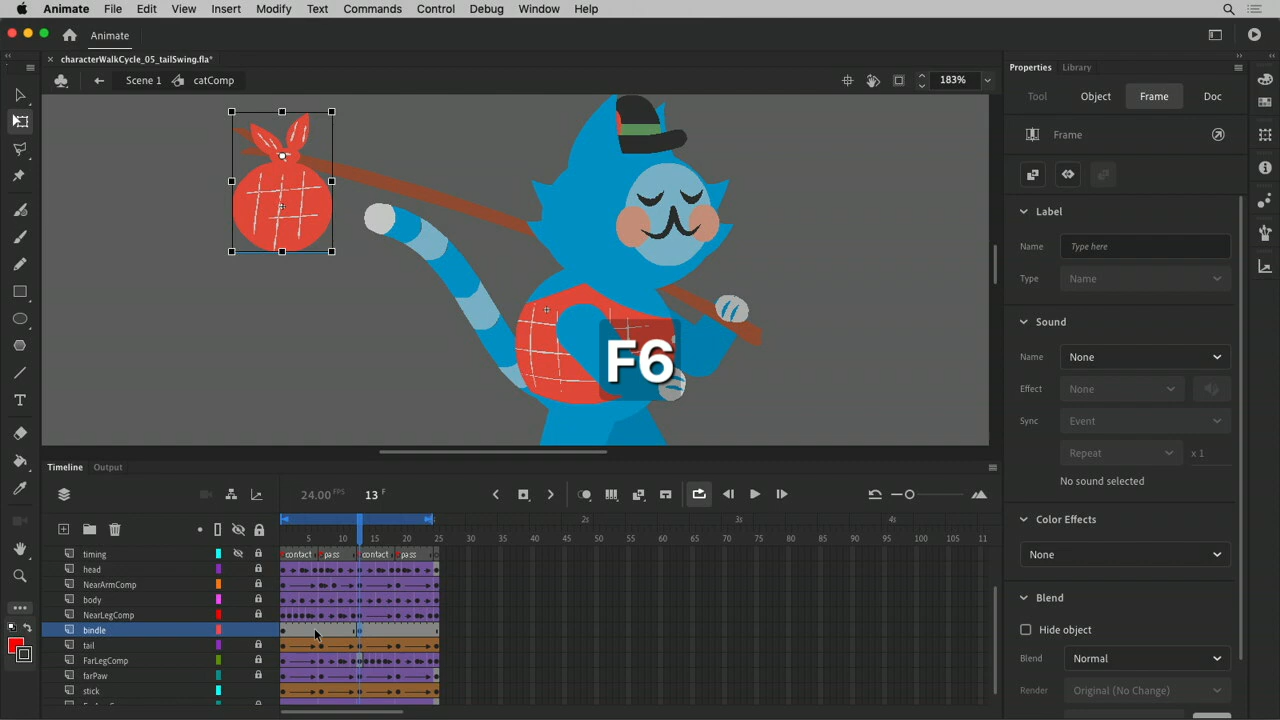 Animate File Edit View Insert Modify Text Commands Control Debug Window Help
Animate
characterWalkCycle_05_tailSwing.fla*
Scene 1 catComp 183%
Properties Library
Tool Object Frame Doc
Frame
Label
Name Type here
Type Name
Sound
Name None
Effect None
Sync Event
Repeat x 1
No sound selected
Color Effects
None
Blend
Hide object
Blend Normal
Render Original (No Change)
F6
Timeline Output
24.00 FPS 13 F
1s 2s 3s 4s
5 10 15 20 25 30 35 40 45 50 55 60 65 70 75 80 85 90 95 100 105 11
timing contact pass contact pass
head
NearArmComp
body
NearLegComp
bindle
tail
FarLegComp
farPaw
stick